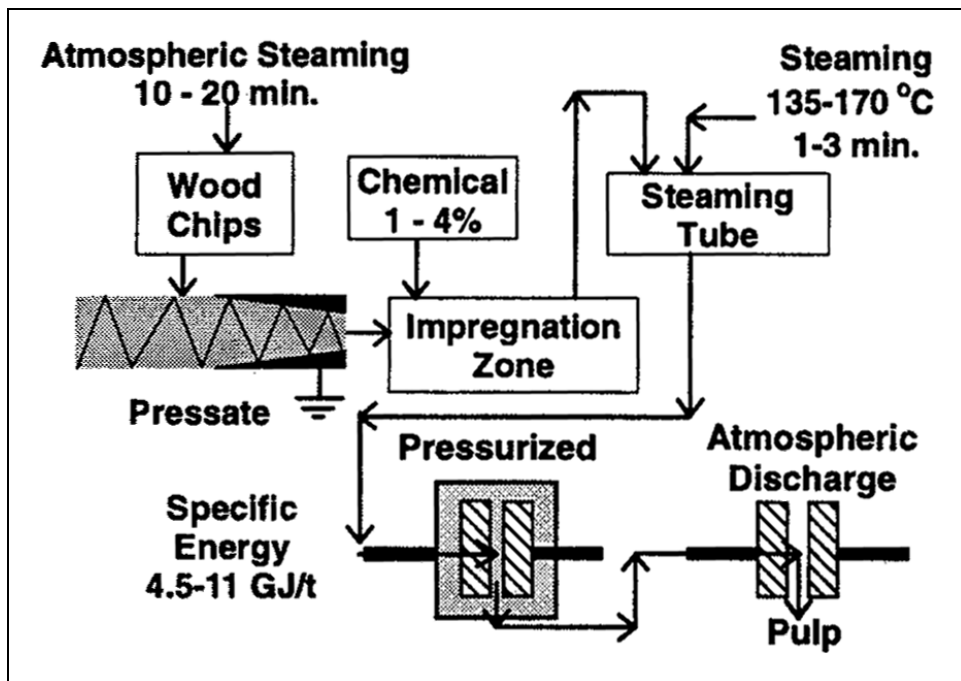 Atmospheric Steaming
10 - 20 min.
Steaming
135-170 °C
1-3 min.
Wood
Chips
Chemical
1 - 4%
Steaming
Tube
Impregnation
Zone
Pressate
Pressurized
Atmospheric
Discharge
Specific
Energy
4.5-11 GJ/t
Pulp